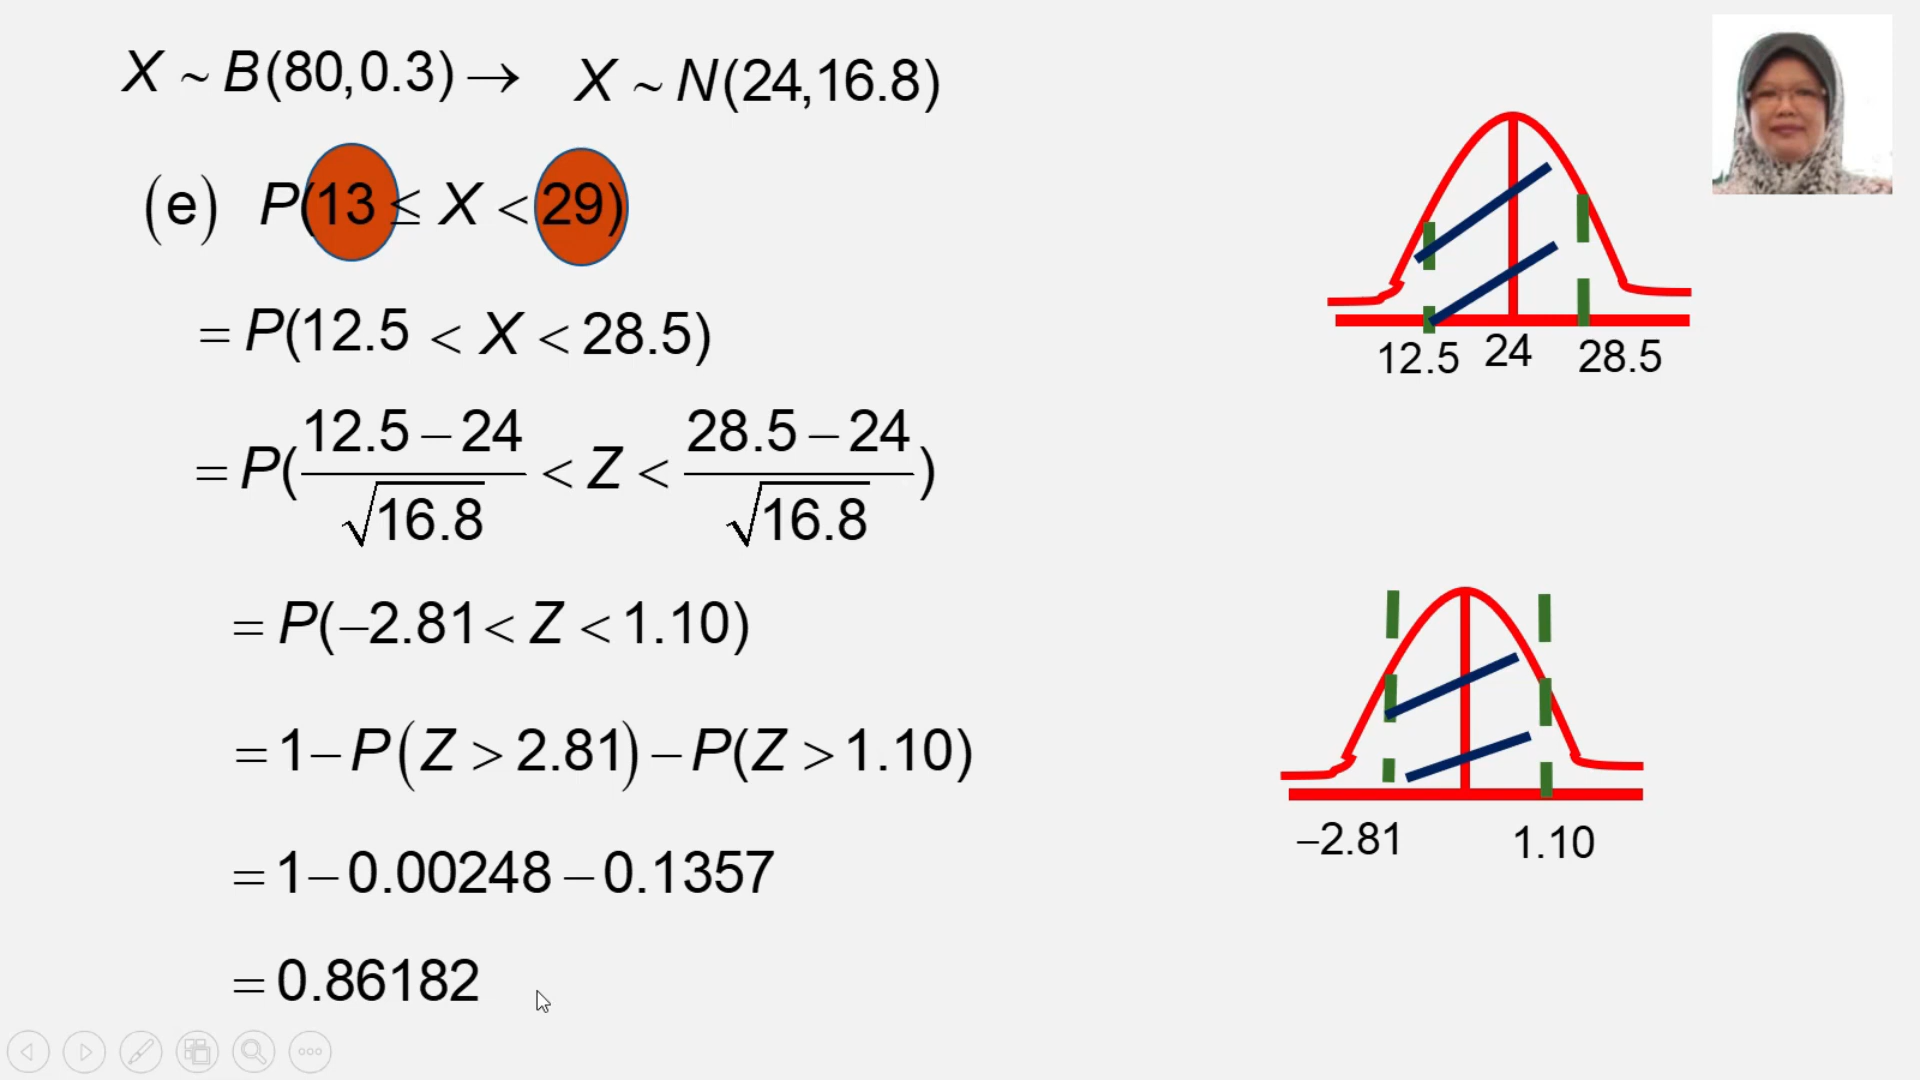 X ~ B(80,0.3) → X ~ N(24,16.8)
(e) P(13 ≤ X < 29)
= P(12.5 < X < 28.5)
= P((12.5 – 24)/√16.8 < Z < (28.5 – 24)/√16.8)
= P(–2.81 < Z < 1.10)
= 1 – P(Z > 2.81) – P(Z > 1.10)
= 1 – 0.00248 – 0.1357
= 0.86182
12.5 24 28.5
–2.81 1.10